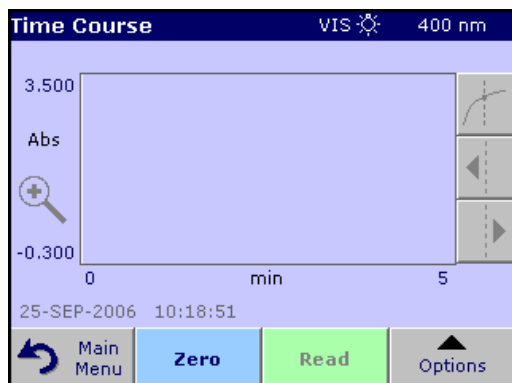 Time Course VIS 400 nm
3.500
Abs
-0.300
0 min 5
25-SEP-2006 10:18:51
Main Menu Zero Read Options